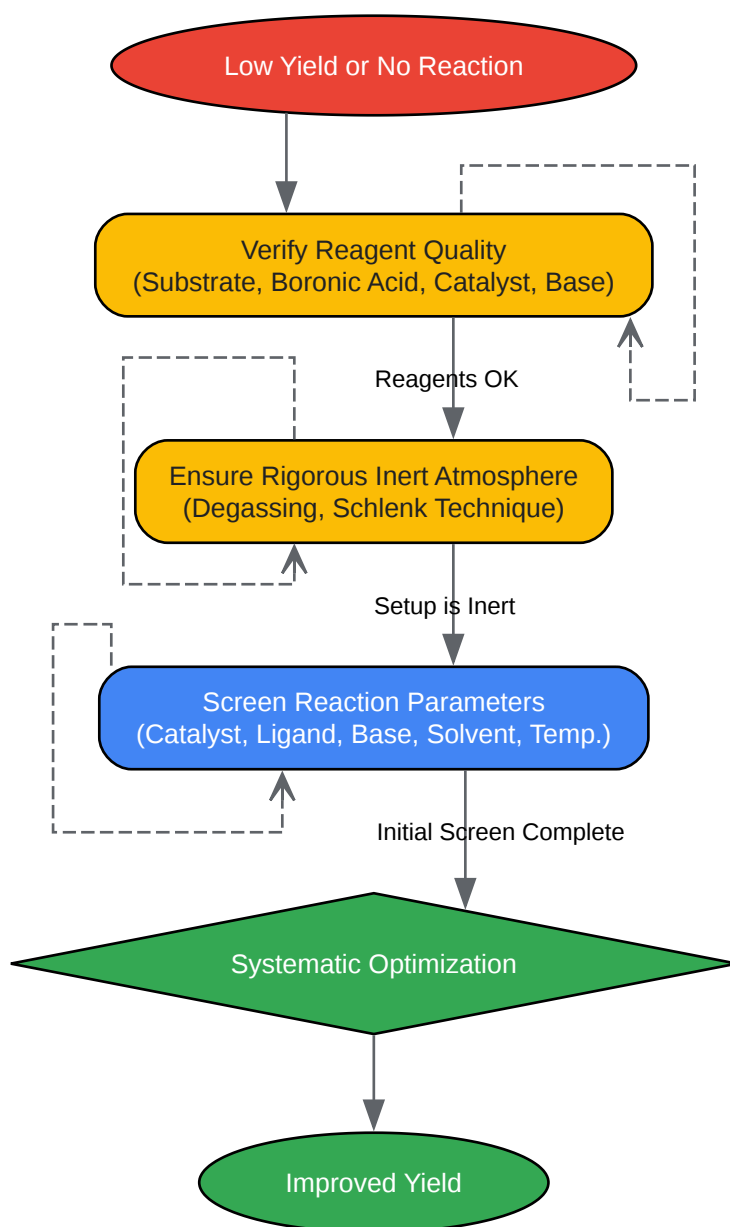 Low Yield or No Reaction
Verify Reagent Quality
(Substrate, Boronic Acid, Catalyst, Base)
Reagents OK
Ensure Rigorous Inert Atmosphere
(Degassing, Schlenk Technique)
Setup is Inert
Screen Reaction Parameters
(Catalyst, Ligand, Base, Solvent, Temp.)
Initial Screen Complete
Systematic Optimization
Improved Yield